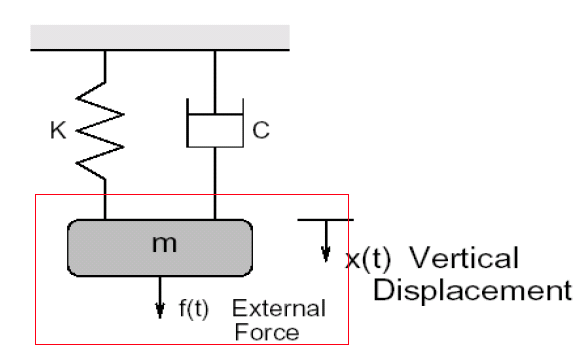 K
C
m
x(t) Vertical
Displacement
f(t) External
Force